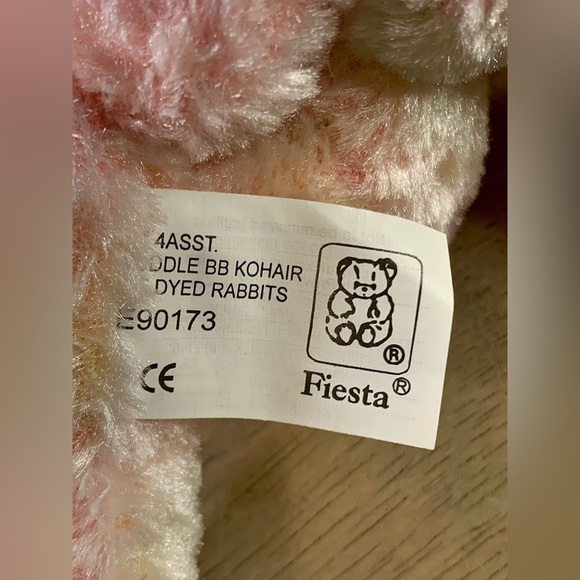 4ASST.
DDLE BB KOHAIR
DYED RABBITS
E90173
CE
®
Fiesta®